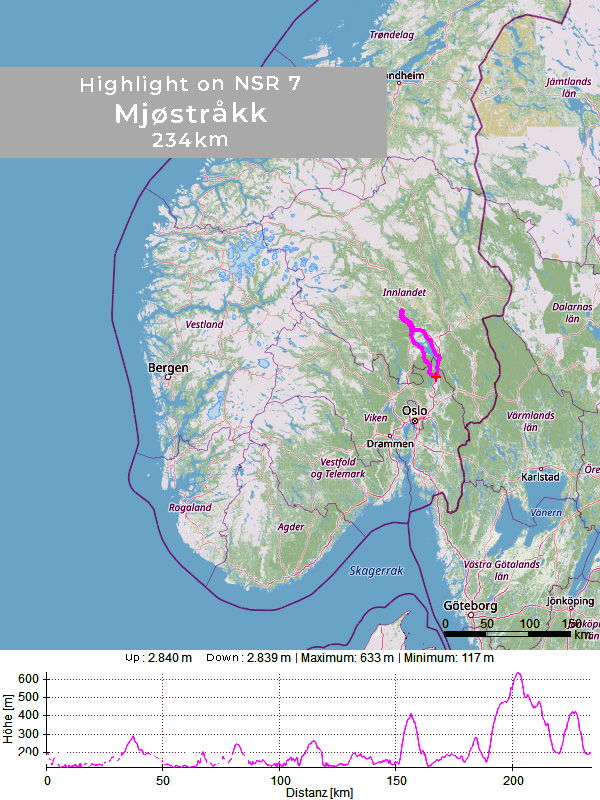 Trøndelag
ndheim
Jämtlands
län
Highlight on NSR 7
Mjøstråkk
234km
Innlandet
Dalarnas
län
Vestland
Bergen
Oslo
Viken
Värmlands
län
Drammen
Vestfold
og Telemark
Karlstad
Öre
Rogaland
Vänern
Agder
Skagerrak
Västra Götalands
län
Göteborg
Jönköping
0 50 100 150
km
Up : 2.840 m Down : 2.839 m | Maximum: 633 m | Minimum: 117 m
Höhe [m]
600
500
400
300
200
0 50 100 150 200
Distanz [km]